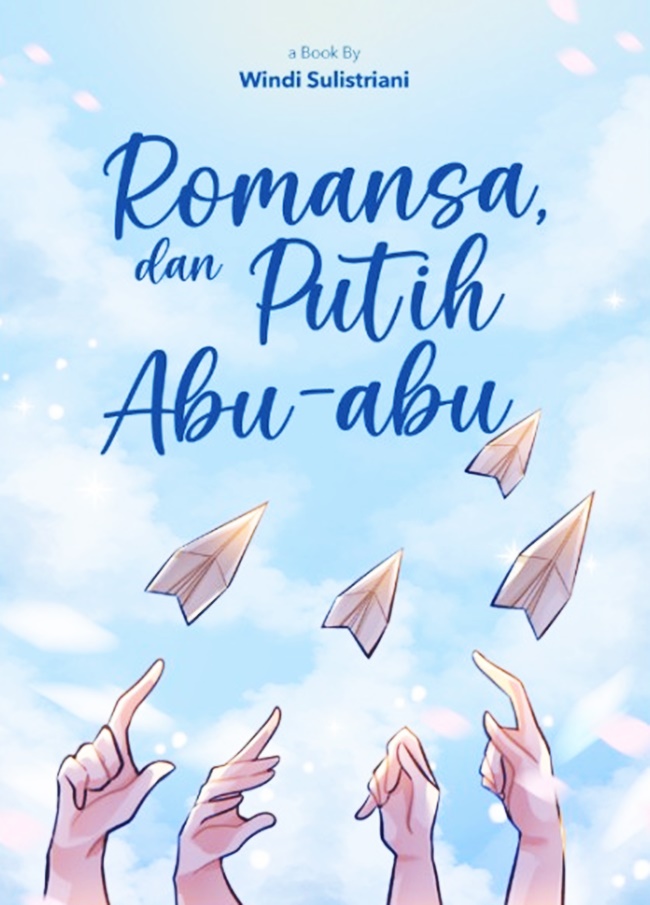 a Book By
Windi Sulistriani
Romansa,
dan Putih
Abu-abu